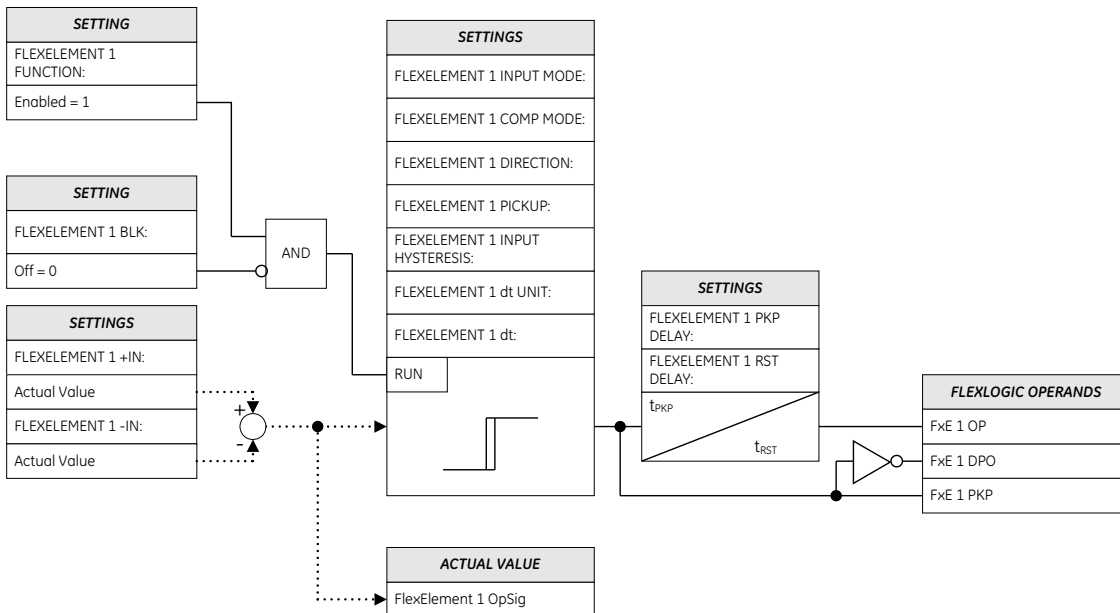 SETTING
FLEXELEMENT 1
FUNCTION:
Enabled = 1
SETTING
FLEXELEMENT 1 BLK:
Off = 0
SETTINGS
FLEXELEMENT 1 +IN:
Actual Value
FLEXELEMENT 1 -IN:
Actual Value
AND
+
-
SETTINGS
FLEXELEMENT 1 INPUT MODE:
FLEXELEMENT 1 COMP MODE:
FLEXELEMENT 1 DIRECTION:
FLEXELEMENT 1 PICKUP:
FLEXELEMENT 1 INPUT
HYSTERESIS:
FLEXELEMENT 1 dt UNIT:
FLEXELEMENT 1 dt:
RUN
ACTUAL VALUE
FlexElement 1 OpSig
SETTINGS
FLEXELEMENT 1 PKP
DELAY:
FLEXELEMENT 1 RST
DELAY:
tPKP
tRST
FLEXLOGIC OPERANDS
FxE 1 OP
FxE 1 DPO
FxE 1 PKP